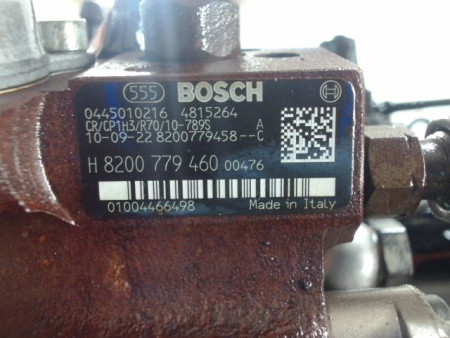 555 BOSCH
0445010216 4815264
CR/CP1H3/R70/10-789S A
10-09-22 8200779458--C
H 8200 779 460 00476
01004466498 Made in Italy